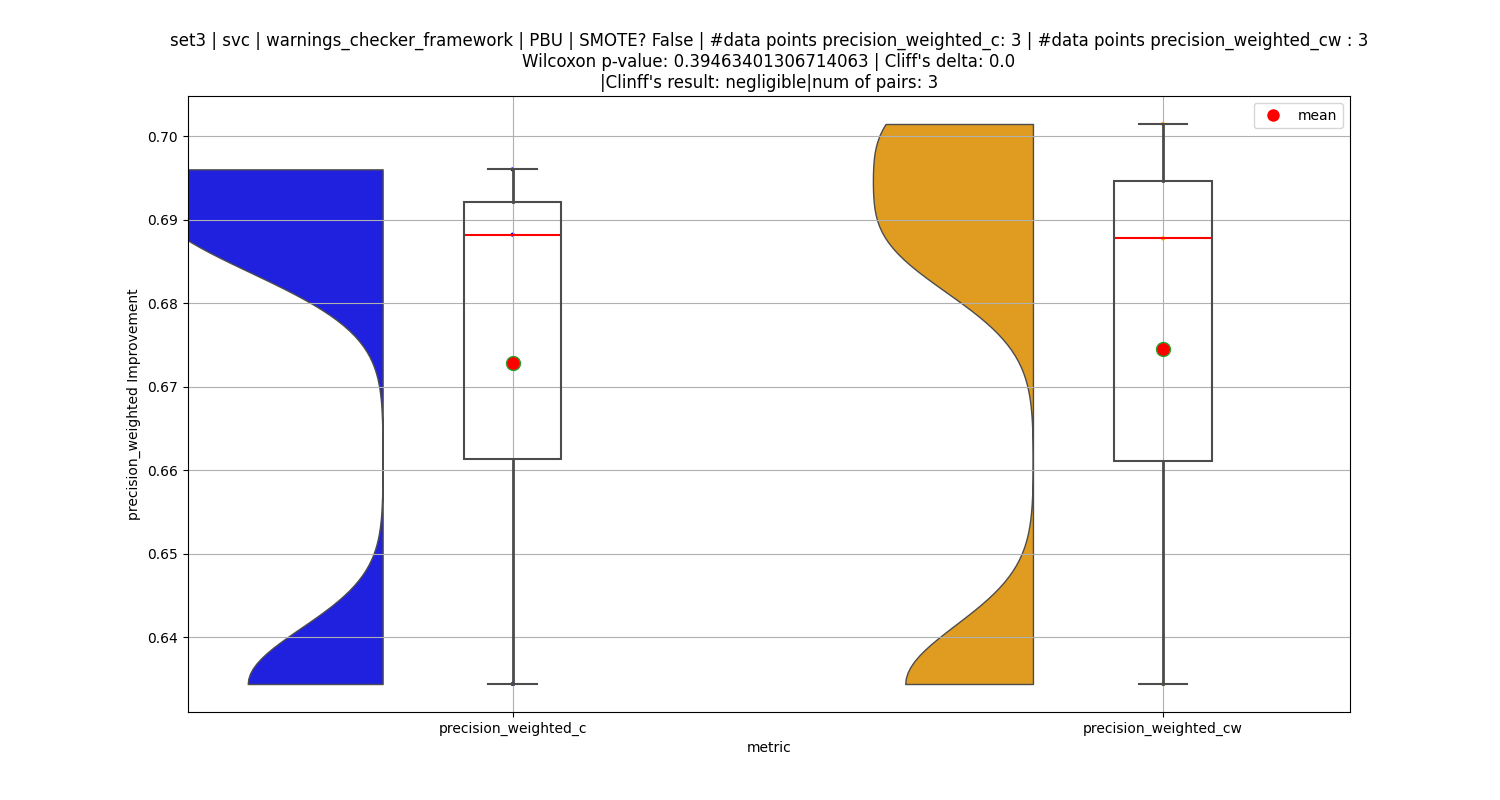 set3 | svc | warnings_checker_framework | PBU | SMOTE? False | #data points precision_weighted_c: 3 | #data points precision_weighted_cw : 3
Wilcoxon p-value: 0.39463401306714063 | Cliff's delta: 0.0
|Clinff's result: negligible|num of pairs: 3
mean
0.70
0.69
0.68
0.67
0.66
0.65
0.64
precision_weighted Improvement
precision_weighted_c
precision_weighted_cw
metric